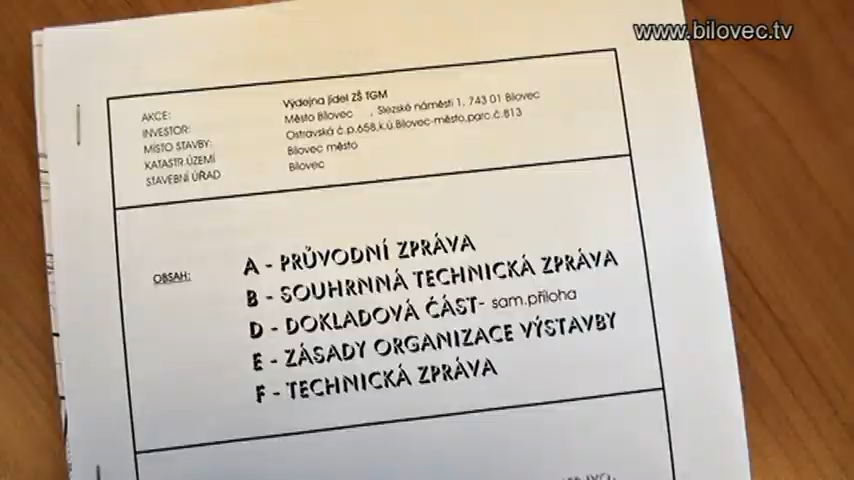 www.bilovec.tv
AKCE: Výdejna jídel ZŠ TGM
INVESTOR: Město Bílovec , Slezské náměstí 1, 743 01 Bílovec
MÍSTO STAVBY: Ostravská č.p.658,k.ú.Bílovec-město,parc.č.813
KATASTR.ÚZEMÍ Bílovec město
STAVEBNÍ ÚŘAD Bílovec
OBSAH:
A - PRŮVODNÍ ZPRÁVA
B - SOUHRNNÁ TECHNICKÁ ZPRÁVA
D - DOKLADOVÁ ČÁST- sam.příloha
E - ZÁSADY ORGANIZACE VÝSTAVBY
F - TECHNICKÁ ZPRÁVA